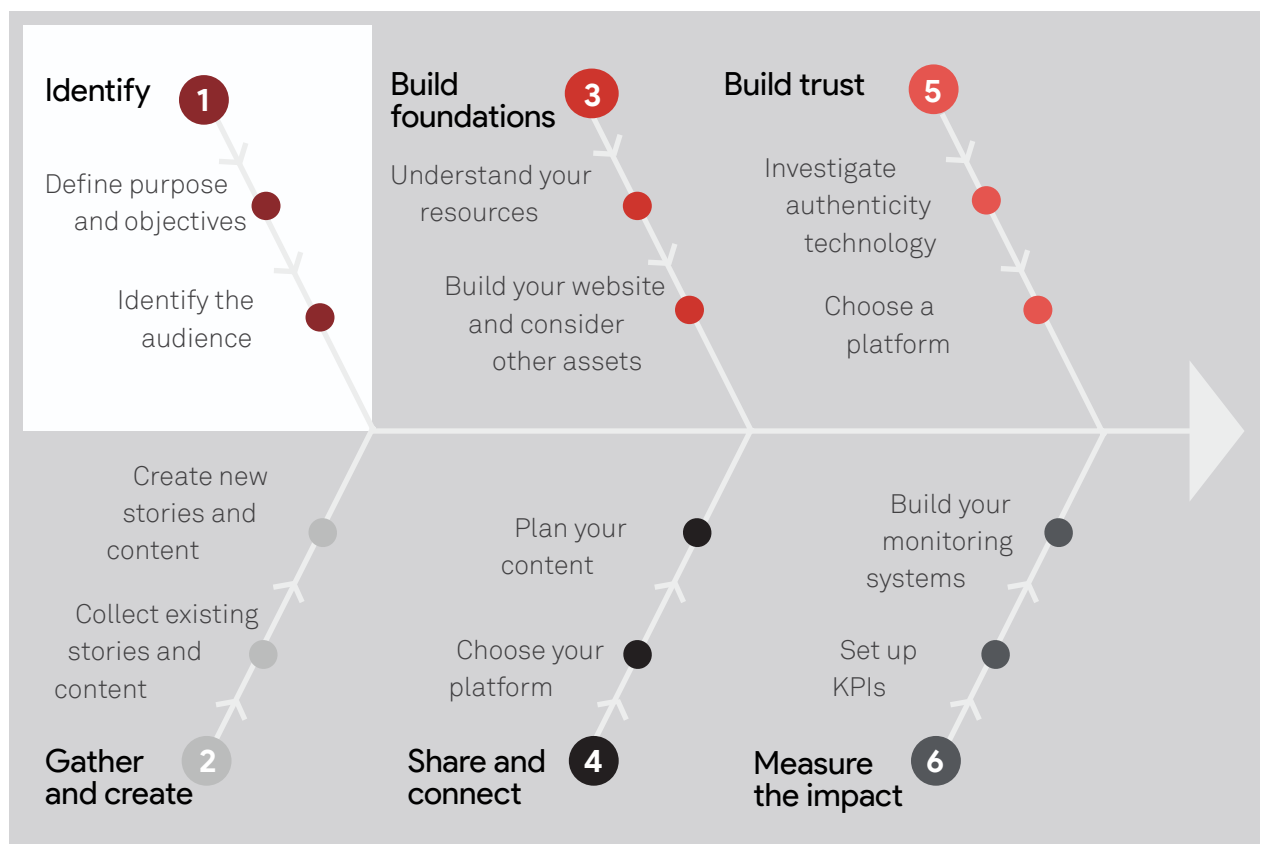 Identify
1
Define purpose
and objectives
Identify the
audience
Build
foundations
3
Understand your
resources
Build your website
and consider
other assets
Build trust
5
Investigate
authenticity
technology
Choose a
platform
Create new
stories and
content
Collect existing
stories and
content
Gather
and create
2
Plan your
content
Choose your
platform
Share and
connect
4
Build your
monitoring
systems
Set up
KPIs
Measure
the impact
6